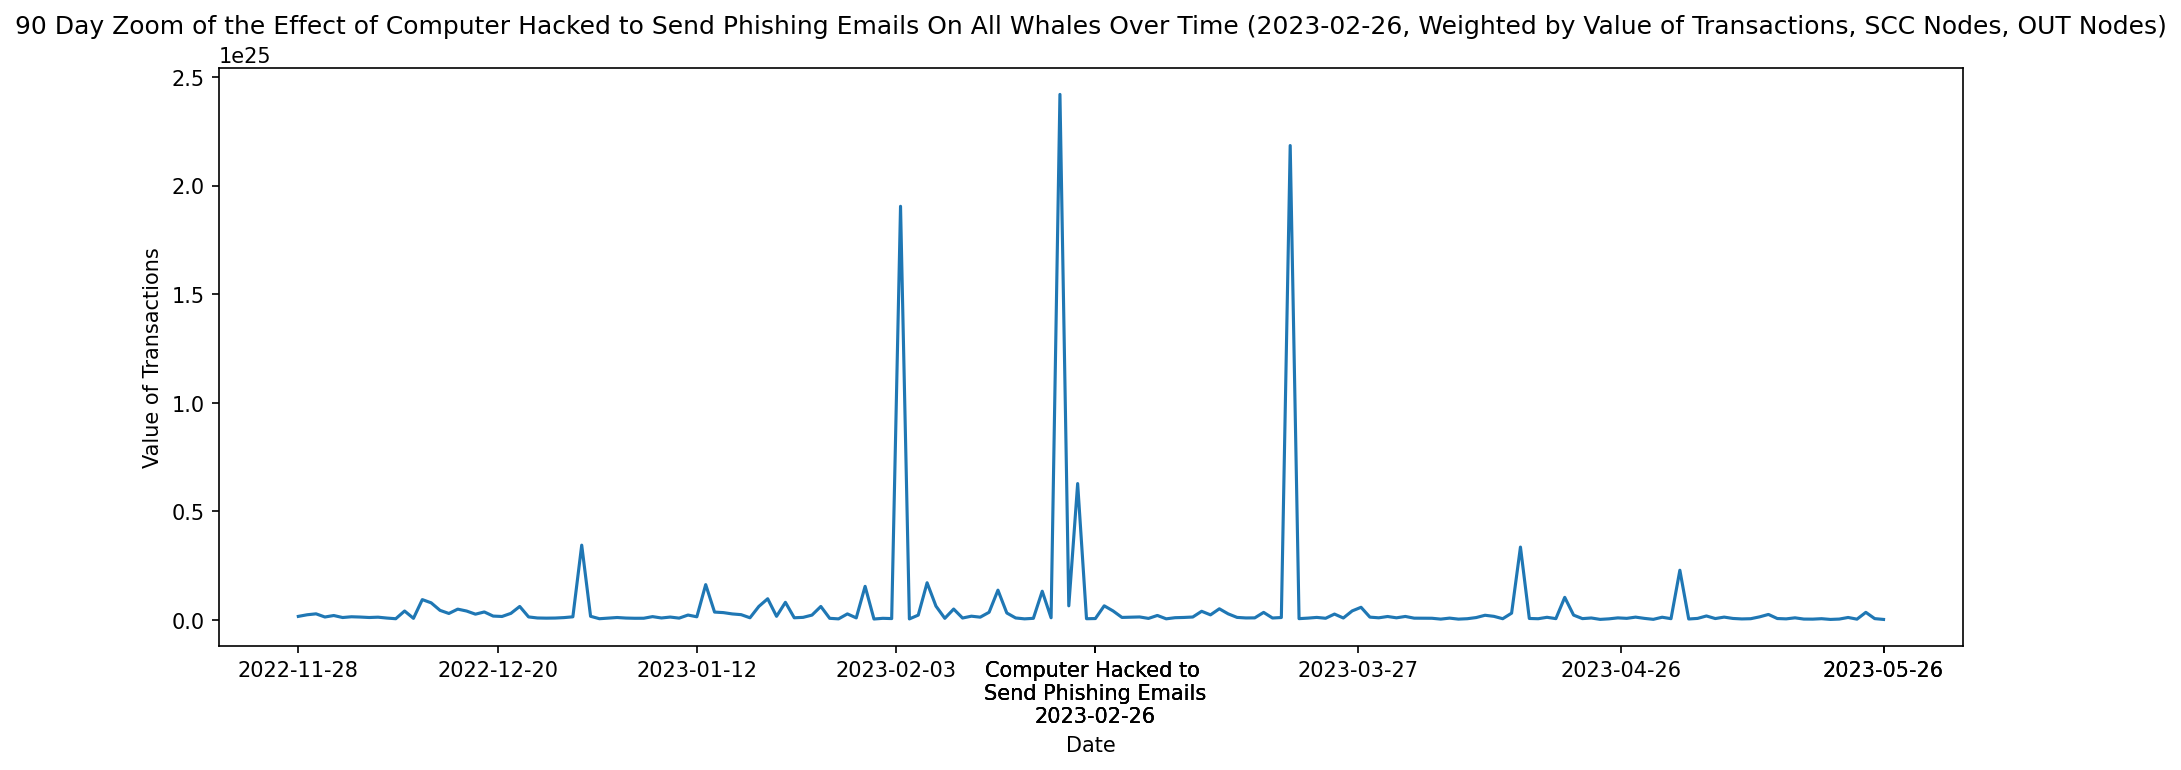 90 Day Zoom of the Effect of Computer Hacked to Send Phishing Emails On All Whales Over Time (2023-02-26, Weighted by Value of Transactions, SCC Nodes, OUT Nodes)
1e25
2.5
2.0
1.5
1.0
0.5
0.0
Value of Transactions
2022-11-28
2022-12-20
2023-01-12
2023-02-03
Computer Hacked to
Send Phishing Emails
2023-02-26
2023-03-27
2023-04-26
2023-05-26
Date